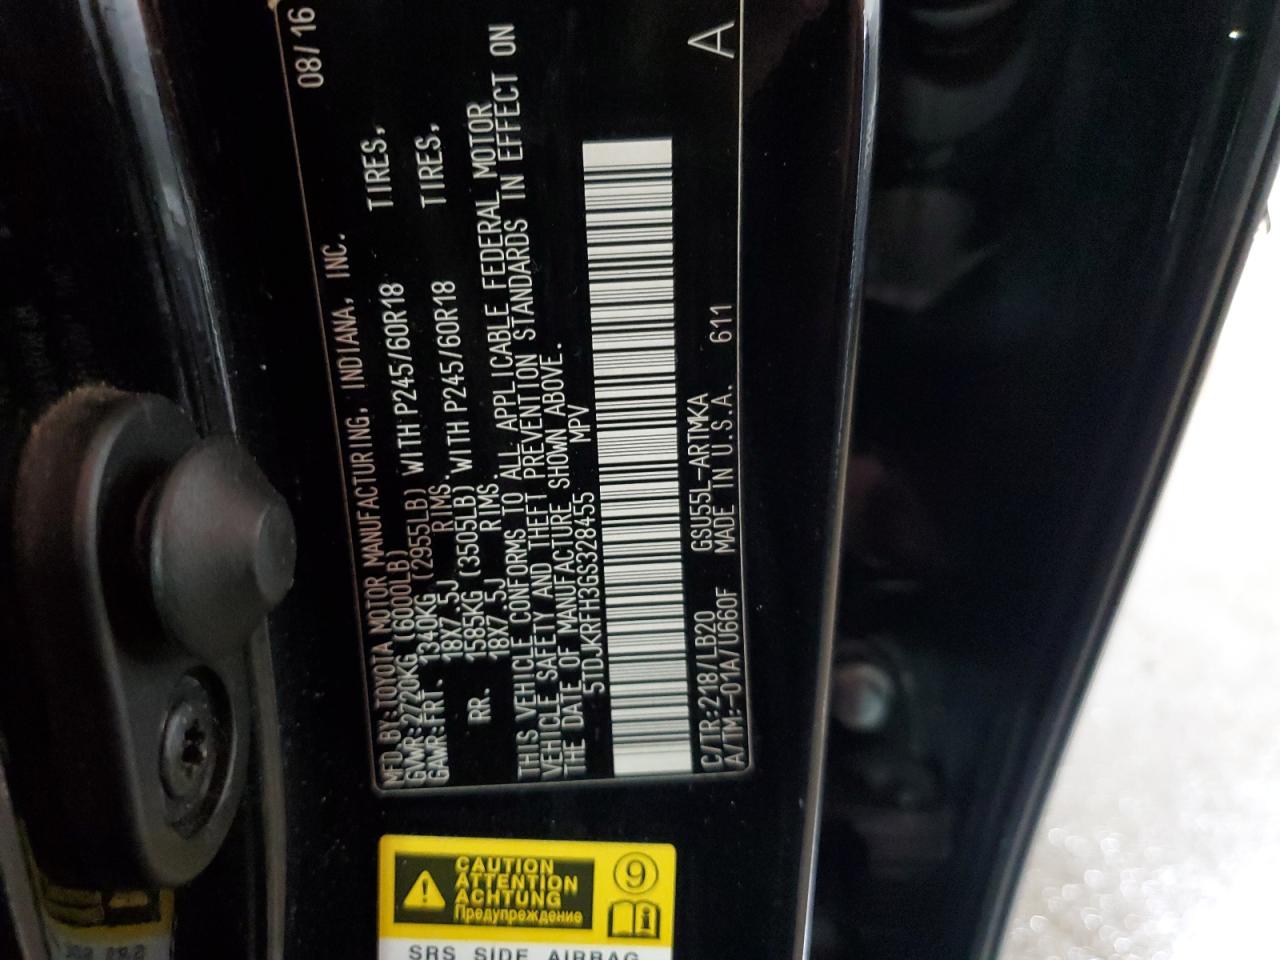 MFD.BY:TOYOTA MOTOR MANUFACTURING, INDIANA, INC. 08/16
GVWR:2720KG (6000LB)
GAWR:FRT. 1340KG (2955LB) WITH P245/60R18 TIRES,
18X7.5J RIMS.
RR. 1585KG (3505LB) WITH P245/60R18 TIRES,
18X7.5J RIMS.
THIS VEHICLE CONFORMS TO ALL APPLICABLE FEDERAL MOTOR
VEHICLE SAFETY AND THEFT PREVENTION STANDARDS IN EFFECT ON
THE DATE OF MANUFACTURE SHOWN ABOVE.
5TDJKRFH3GS328455 MPV
C/TR:218/LB20 GSU55L-ARTMKA
A/TM:-01A/U660F MADE IN U.S.A. 611
A
CAUTION
ATTENTION
ACHTUNG
Предупреждение
9
i
SRS SIDE AIRBAG